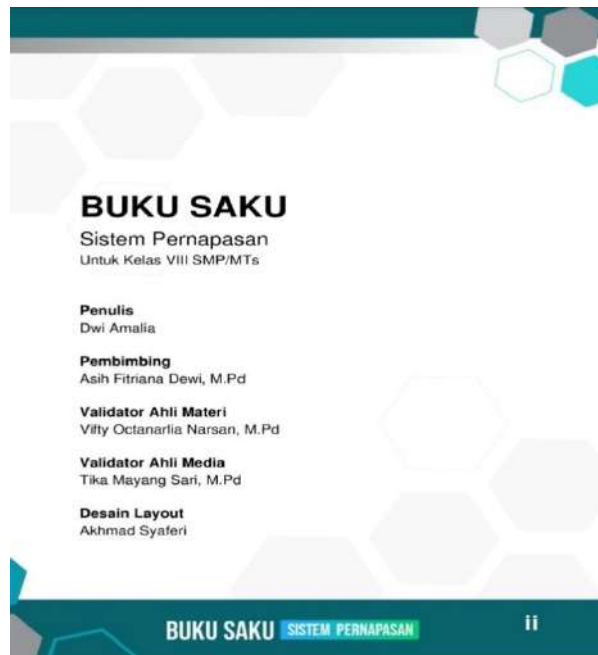 BUKU SAKU
Sistem Pernapasan
Untuk Kelas VIII SMP/MTs
Penulis
Dwi Amalia
Pembimbing
Asih Fitriana Dewi, M.Pd
Validator Ahli Materi
Vifty Octanarlia Narsan, M.Pd
Validator Ahli Media
Tika Mayang Sari, M.Pd
Desain Layout
Akhmad Syaferi
BUKU SAKU SISTEM PERNAPASAN ii